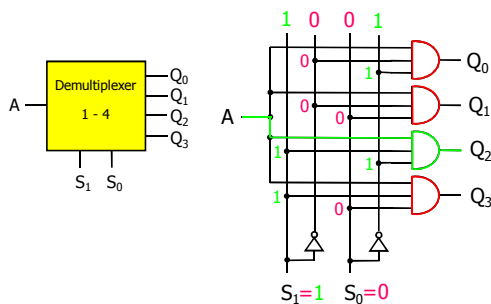 Demultiplexer
1 - 4
A
Q0
Q1
Q2
Q3
S1 S0
1 0 0 1
0
1
Q0
0
0
Q1
A
1
1
Q2
1
0
Q3
S1=1 S0=0